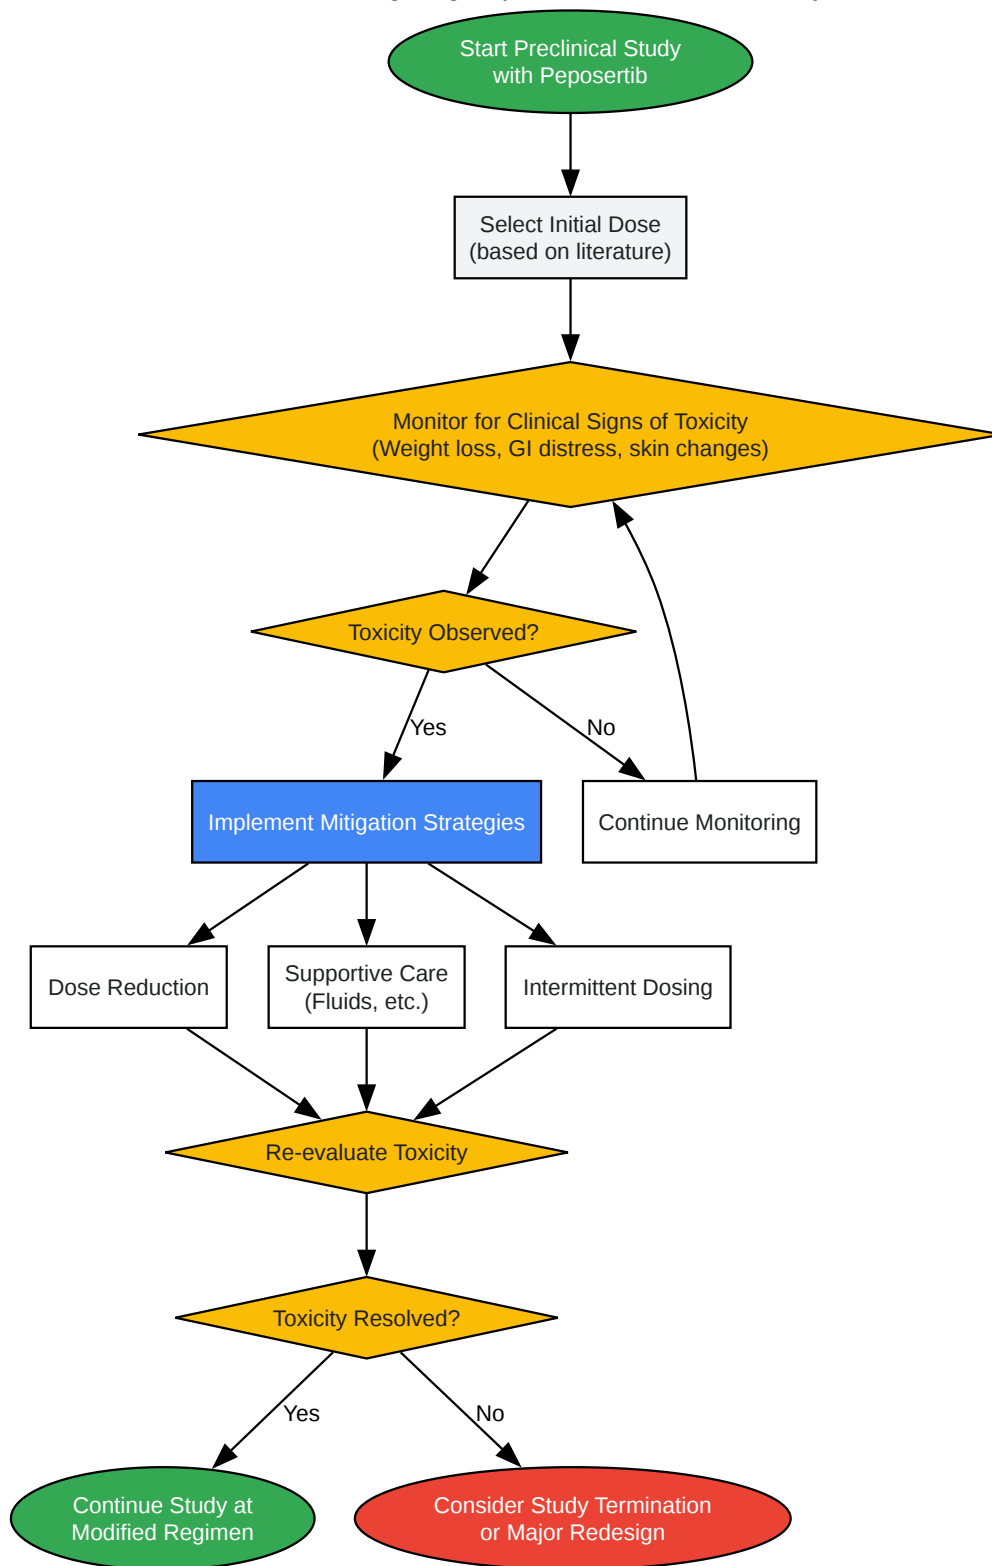 Start Preclinical Study
with Peposertib
Select Initial Dose
(based on literature)
Monitor for Clinical Signs of Toxicity
(Weight loss, GI distress, skin changes)
Toxicity Observed?
Yes
No
Implement Mitigation Strategies
Continue Monitoring
Dose Reduction
Supportive Care
(Fluids, etc.)
Intermittent Dosing
Re-evaluate Toxicity
Toxicity Resolved?
Yes
No
Continue Study at
Modified Regimen
Consider Study Termination
or Major Redesign